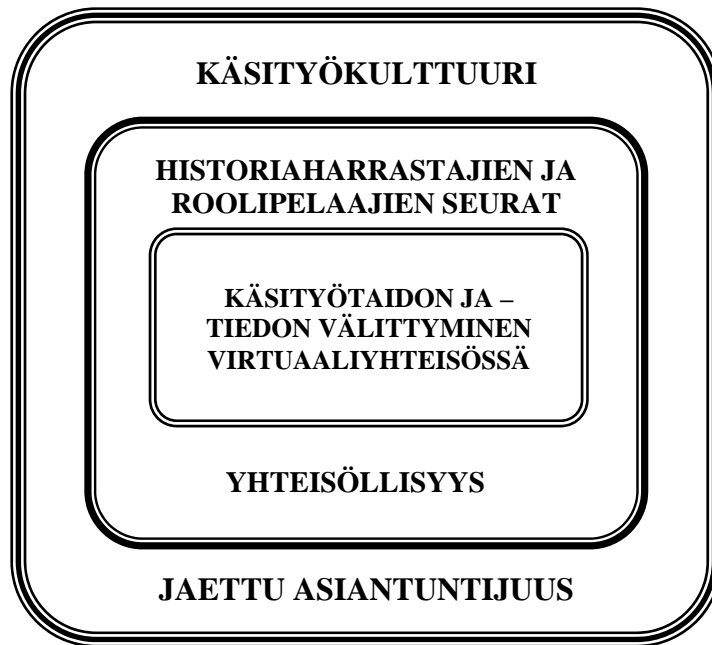 KÄSITYÖKULTTUURI
HISTORIAHARRASTAJIEN JA
ROOLIPELAAJIEN SEURAT
KÄSITYÖTAIDON JA –
TIEDON VÄLITTYMINEN
VIRTUAALIYHTEISÖSSÄ
YHTEISÖLLISYYS
JAETTU ASIANTUNTIJUUS